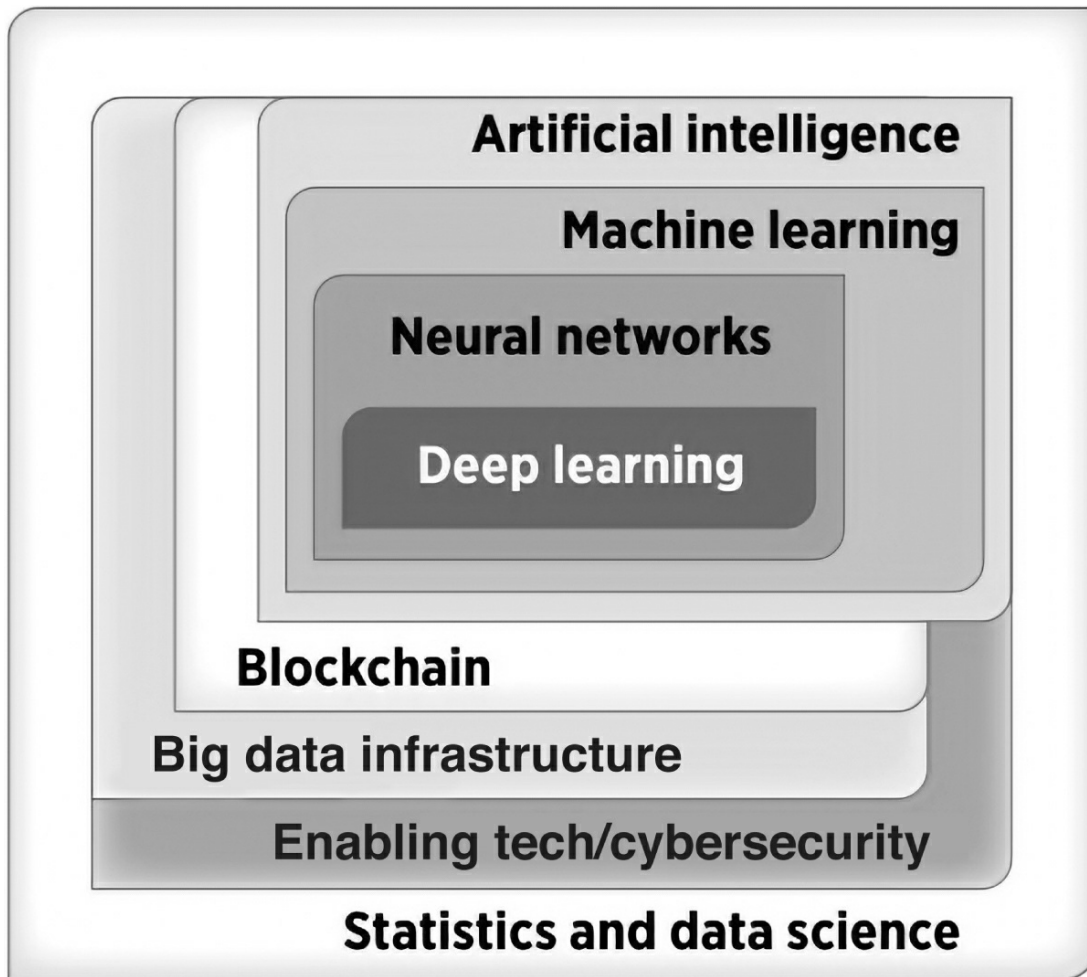 Artificial intelligence
Machine learning
Neural networks
Deep learning
Blockchain
Big data infrastructure
Enabling tech/cybersecurity
Statistics and data science